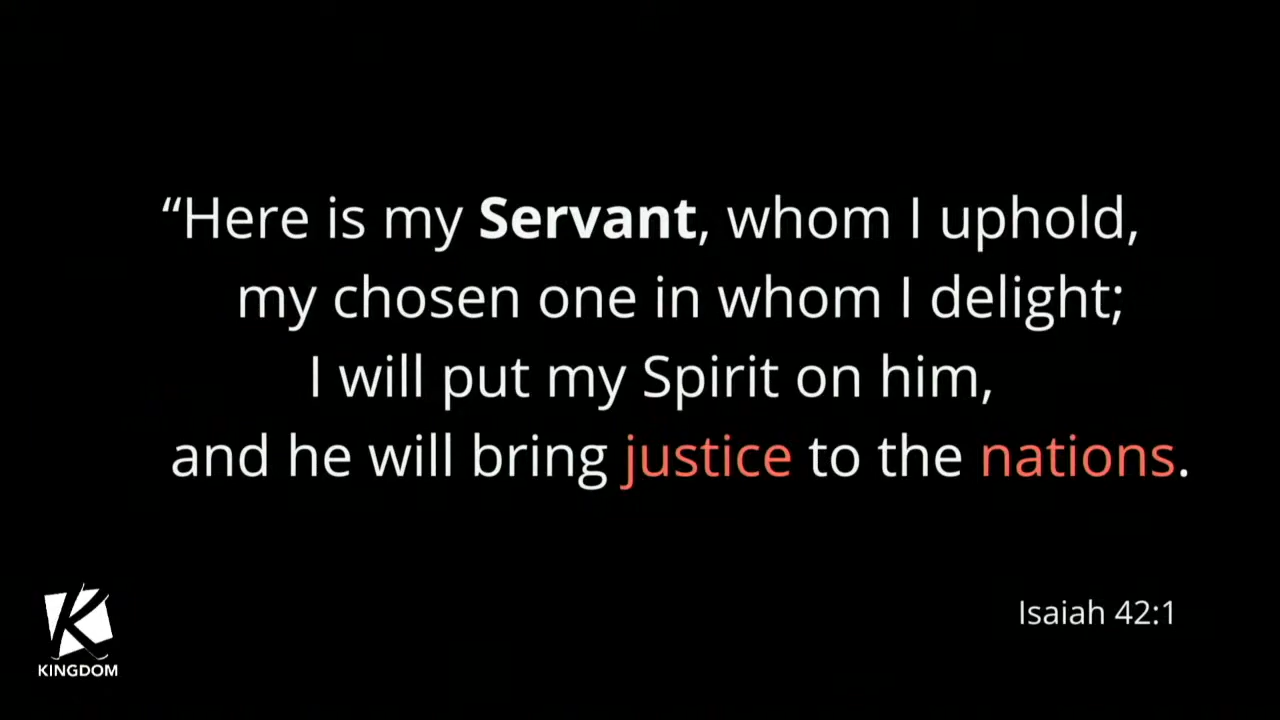 “Here is my Servant, whom I uphold,
my chosen one in whom I delight;
I will put my Spirit on him,
and he will bring justice to the nations.
Isaiah 42:1
K
KINGDOM